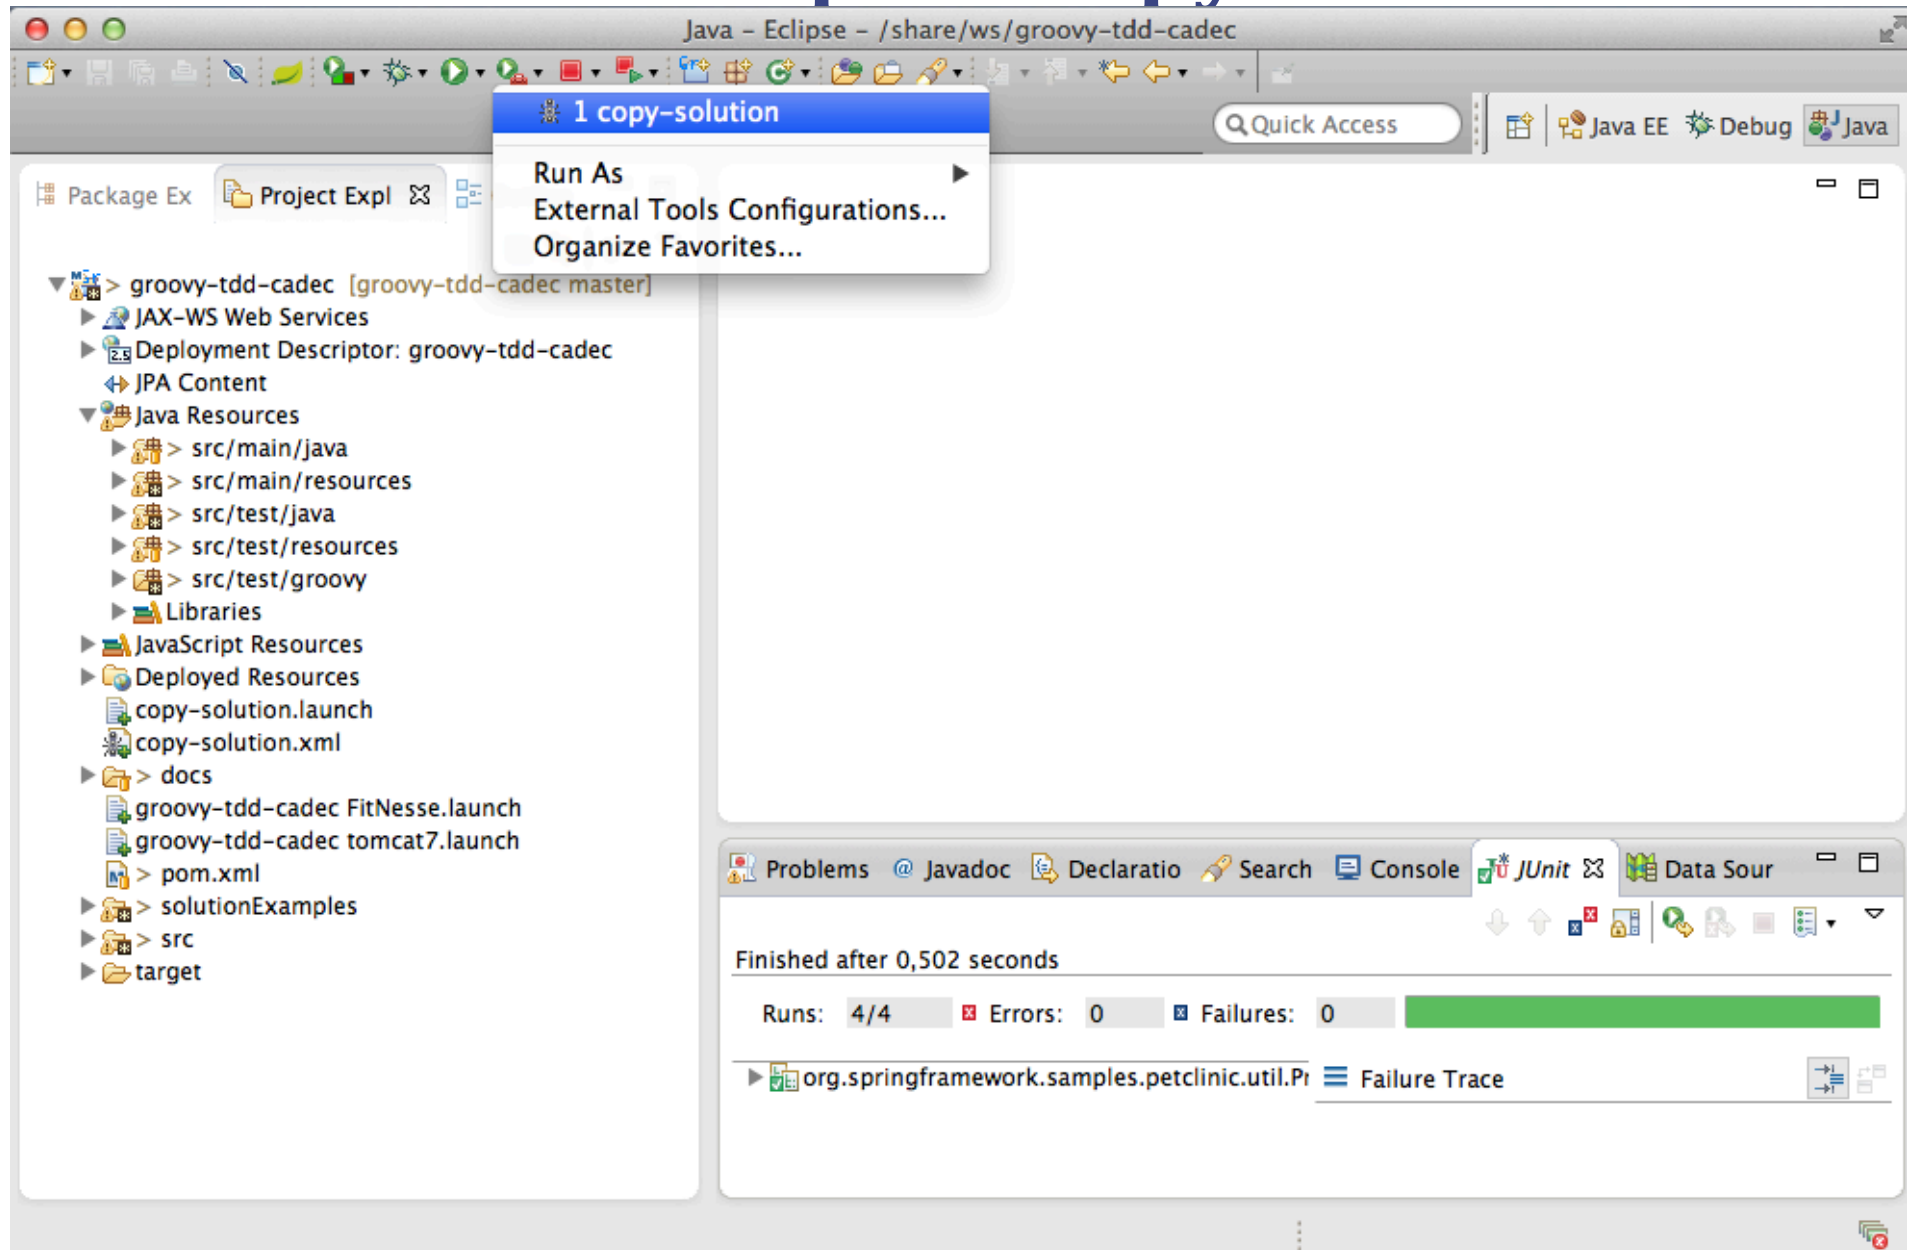 Java – Eclipse – /share/ws/groovy-tdd-cadec
1 copy-solution
Run As
External Tools Configurations...
Organize Favorites...
Quick Access
Java EE
Debug
Java
Package Ex
Project Expl
> groovy-tdd-cadec [groovy-tdd-cadec master]
JAX-WS Web Services
2.5 Deployment Descriptor: groovy-tdd-cadec
JPA Content
Java Resources
> src/main/java
> src/main/resources
> src/test/java
> src/test/resources
> src/test/groovy
Libraries
JavaScript Resources
Deployed Resources
copy-solution.launch
copy-solution.xml
> docs
groovy-tdd-cadec FitNesse.launch
groovy-tdd-cadec tomcat7.launch
> pom.xml
> solutionExamples
> src
target
Problems @ Javadoc Declaratio Search Console JUnit Data Sour
Finished after 0,502 seconds
Runs: 4/4 Errors: 0 Failures: 0
org.springframework.samples.petclinic.util.Pr
Failure Trace